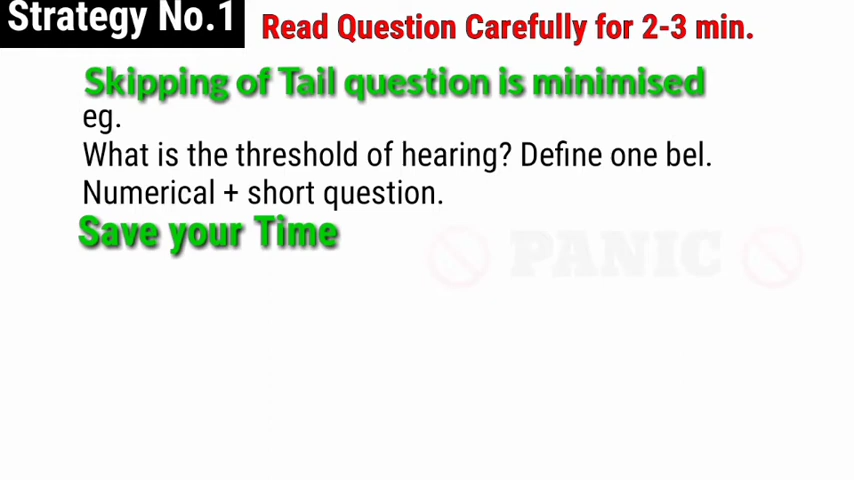 Strategy No.1
Read Question Carefully for 2-3 min.
Skipping of Tail question is minimised
eg.
What is the threshold of hearing? Define one bel.
Numerical + short question.
Save your Time
PANIC